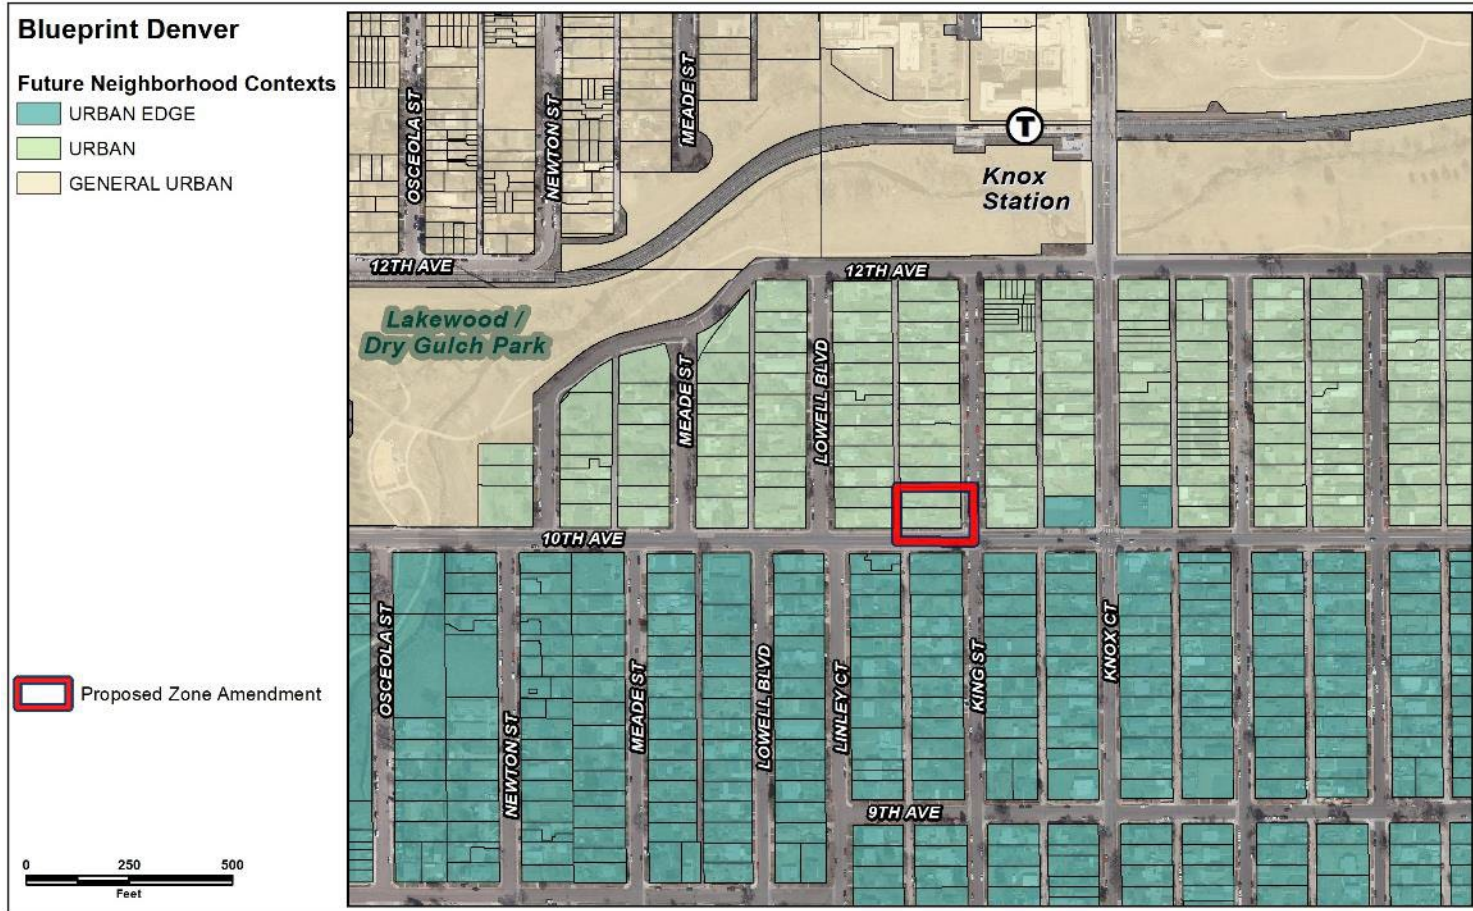 Blueprint Denver
Future Neighborhood Contexts
URBAN EDGE
URBAN
GENERAL URBAN
Proposed Zone Amendment
0 250 500
Feet
OSCEOLA ST
NEWTON ST
MEADE ST
T
Knox
Station
12TH AVE
12TH AVE
Lakewood /
Dry Gulch Park
MEADE ST
LOWELL BLVD
10TH AVE
OSCEOLA ST
NEWTON ST
MEADE ST
LOWELL BLVD
LINLEY CT
KING ST
KNOX CT
9TH AVE